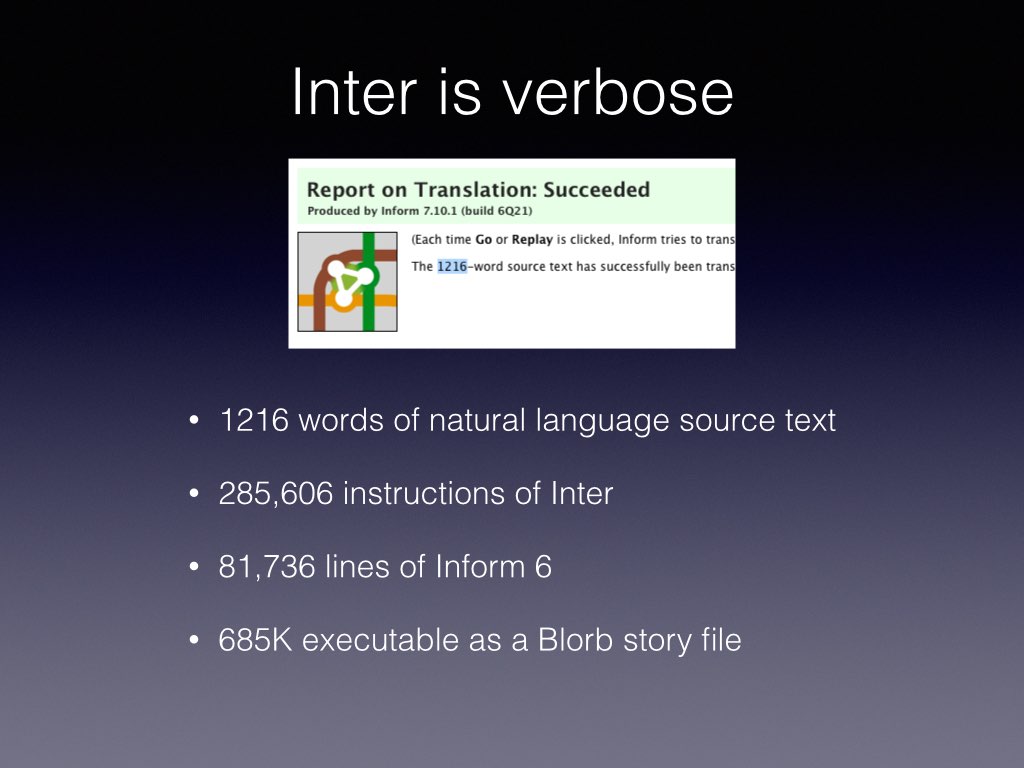 Inter is verbose
Report on Translation: Succeeded
Produced by Inform 7.10.1 (build 6Q21)
(Each time Go or Replay is clicked, Inform tries to trans
The 1216-word source text has successfully been trans
• 1216 words of natural language source text
• 285,606 instructions of Inter
• 81,736 lines of Inform 6
• 685K executable as a Blorb story file